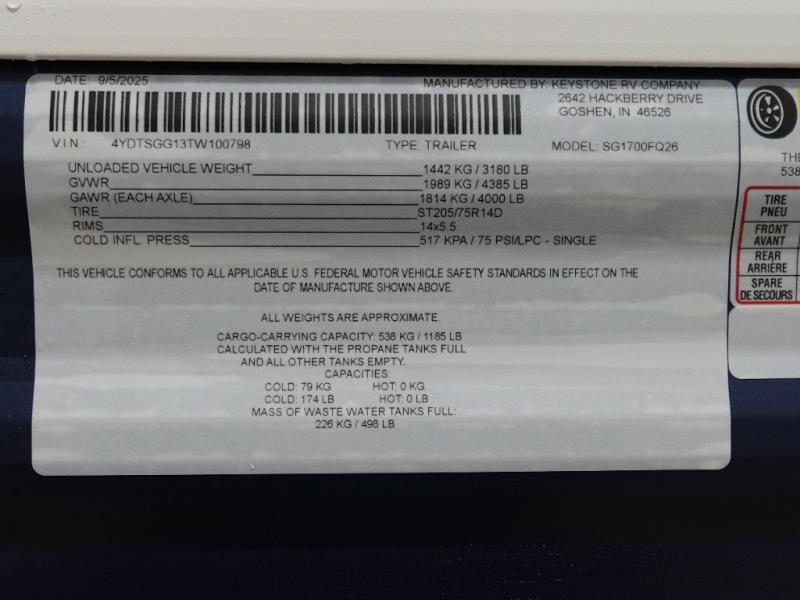 DATE: 9/5/2025
MANUFACTURED BY: KEYSTONE RV COMPANY
2642 HACKBERRY DRIVE
GOSHEN, IN 46526
V.I.N.: 4YDTSGG13TW100798 TYPE: TRAILER MODEL: SG1700FQ26
UNLOADED VEHICLE WEIGHT 1442 KG / 3180 LB
GVWR 1989 KG / 4385 LB
GAWR (EACH AXLE) 1814 KG / 4000 LB
TIRE ST205/75R14D
RIMS 14x5.5
COLD INFL. PRESS 517 KPA / 75 PSI/LPC - SINGLE
THIS VEHICLE CONFORMS TO ALL APPLICABLE U.S. FEDERAL MOTOR VEHICLE SAFETY STANDARDS IN EFFECT ON THE
DATE OF MANUFACTURE SHOWN ABOVE.
ALL WEIGHTS ARE APPROXIMATE.
CARGO-CARRYING CAPACITY: 538 KG / 1185 LB
CALCULATED WITH THE PROPANE TANKS FULL
AND ALL OTHER TANKS EMPTY.
CAPACITIES:
COLD: 79 KG HOT: 0 KG
COLD: 174 LB HOT: 0 LB
MASS OF WASTE WATER TANKS FULL:
226 KG / 498 LB
TH
538
TIRE
PNEU
FRONT
AVANT
REAR
ARRIÈRE
SPARE
DE SECOURS